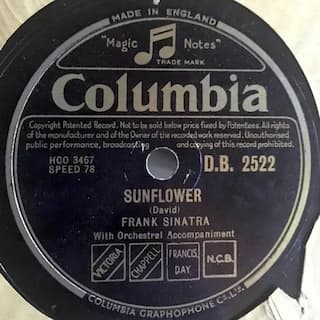 MADE IN ENGLAND
"Magic Notes"
TRADE MARK
Columbia
Copyright Patented Record. Not to be sold below price fixed by Patentees. All rights
of the manufacturer and of the Owner of the recorded work reserved. Unauthorised
public performance, broadcasting and copying of this record prohibited.
HOO 3467
SPEED 78
D.B. 2522
SUNFLOWER
(David)
FRANK SINATRA
With Orchestral Accompaniment
VICTORIA
CHAPPELL
FRANCIS, DAY
N.C.B.
COLUMBIA GRAPHOPHONE Co. Ltd.